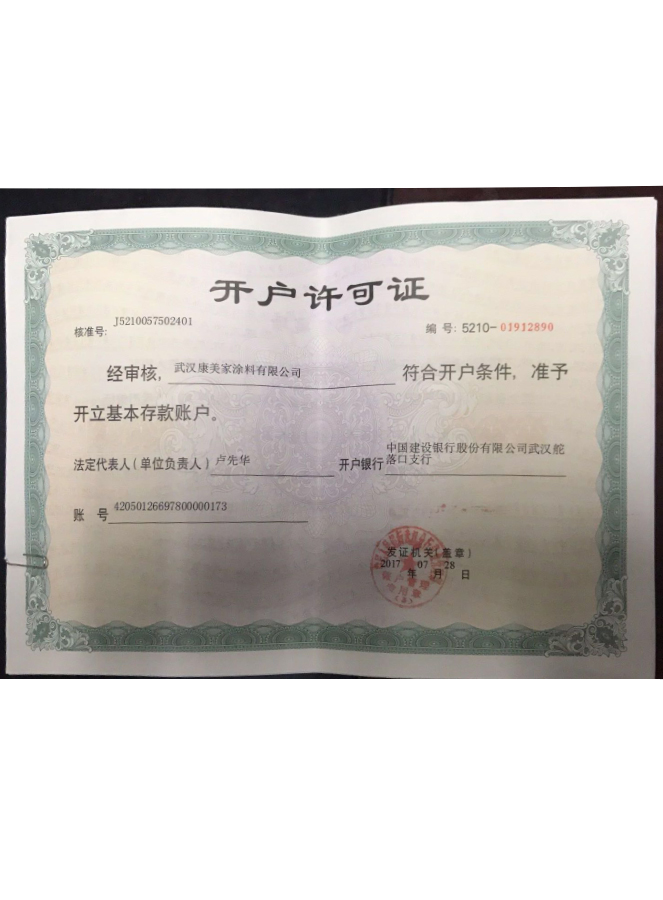 开户许可证
核准号: J5210057502401
编 号: 5210-01912890
经审核, 武汉康美家涂料有限公司 符合开户条件, 准予
开立基本存款账户。
法定代表人(单位负责人) 卢先华 开户银行 中国建设银行股份有限公司武汉舵
落口支行
账 号 42050126697800000173
发证机关(盖章)
2017 年 07 月 28 日